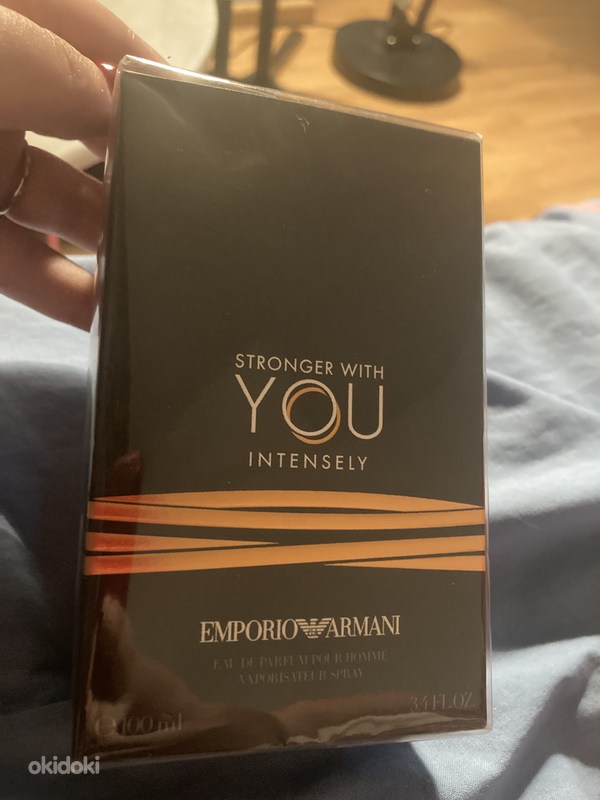 STRONGER WITH
YOU
INTENSELY
EMPORIO ARMANI
EAU DE PARFUM POUR HOMME
VAPORISATEUR SPRAY
3.4 FL.OZ.
e 100 ml
okidoki